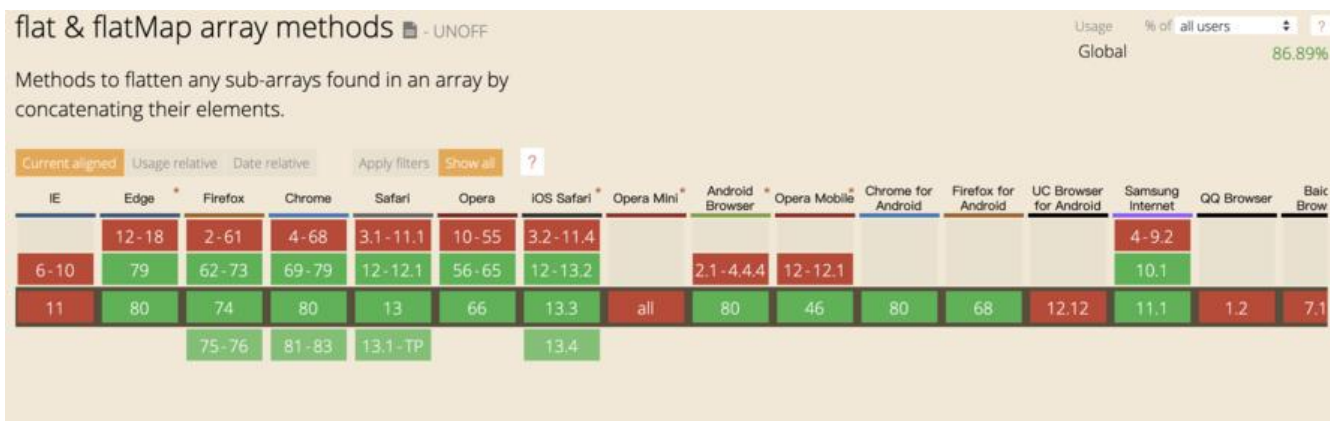 flat & flatMap array methods - UNOFF
Usage % of all users ?
Global 86.89%
Methods to flatten any sub-arrays found in an array by
concatenating their elements.
Current aligned Usage relative Date relative Apply filters Show all ?
IE Edge * Firefox Chrome Safari Opera iOS Safari * Opera Mini * Android Browser * Opera Mobile * Chrome for Android Firefox for Android UC Browser for Android Samsung Internet QQ Browser Baid Brow
12-18 2-61 4-68 3.1-11.1 10-55 3.2-11.4 4-9.2
6-10 79 62-73 69-79 12-12.1 56-65 12-13.2 2.1-4.4.4 12-12.1 10.1
11 80 74 80 13 66 13.3 all 80 46 80 68 12.12 11.1 1.2 7.1
75-76 81-83 13.1-TP 13.4